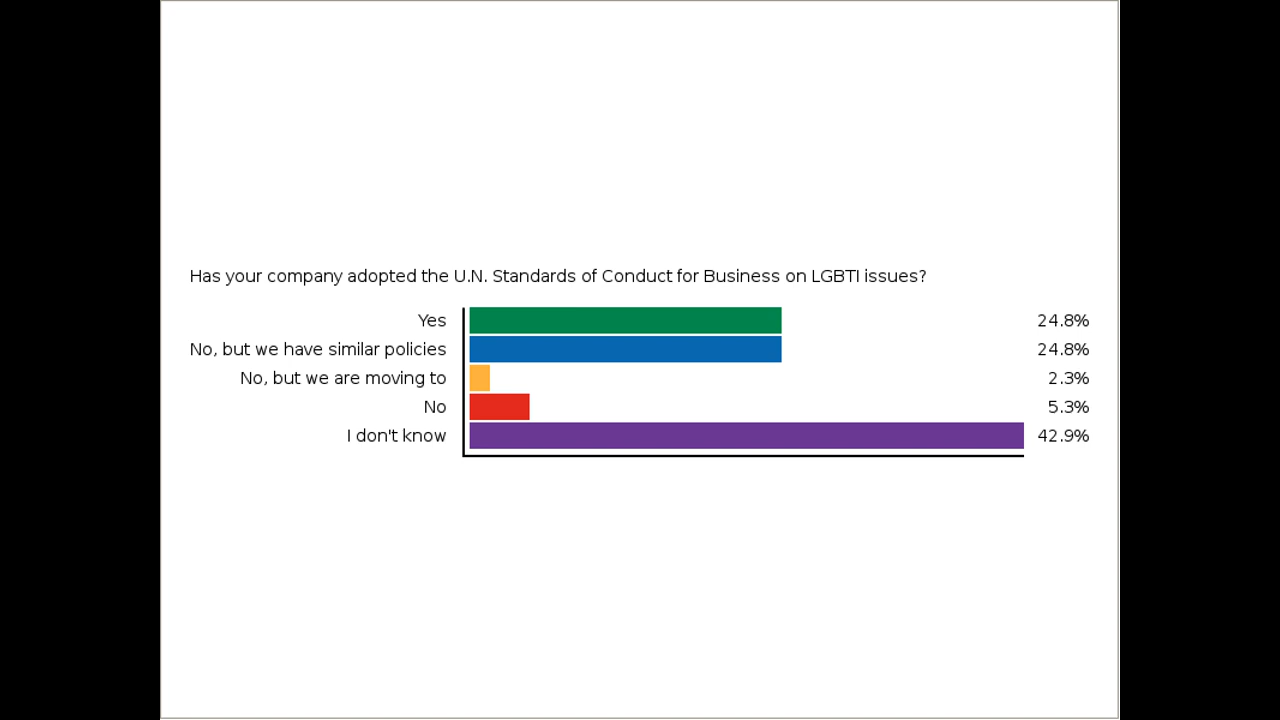 Has your company adopted the U.N. Standards of Conduct for Business on LGBTI issues?
Yes 24.8%
No, but we have similar policies 24.8%
No, but we are moving to 2.3%
No 5.3%
I don't know 42.9%